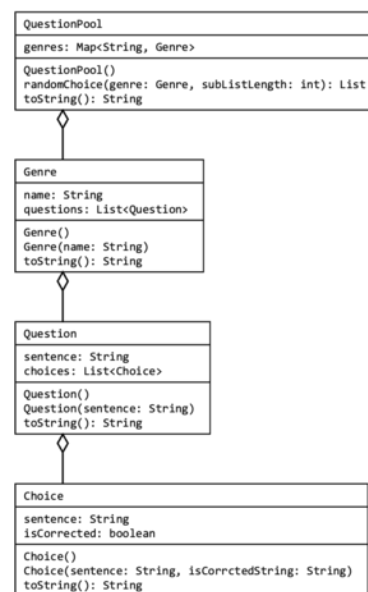 QuestionPool
genres: Map<String, Genre>
QuestionPool()
randomChoice(genre: Genre, subListLength: int): List
toString(): String
Genre
name: String
questions: List<Question>
Genre()
Genre(name: String)
toString(): String
Question
sentence: String
choices: List<Choice>
Question()
Question(sentence: String)
toString(): String
Choice
sentence: String
isCorrected: boolean
Choice()
Choice(sentence: String, isCorrctedString: String)
toString(): String